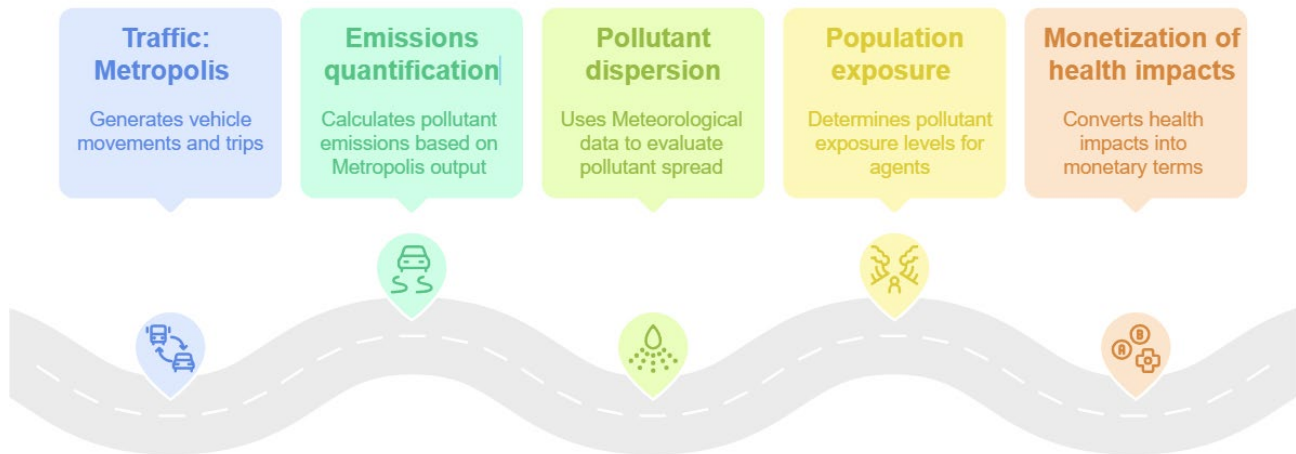 Traffic:
Metropolis
Generates vehicle
movements and trips
Emissions
quantification
Calculates pollutant
emissions based on
Metropolis output
Pollutant
dispersion
Uses Meteorological
data to evaluate
pollutant spread
Population
exposure
Determines pollutant
exposure levels for
agents
Monetization of
health impacts
Converts health
impacts into
monetary terms
A
B